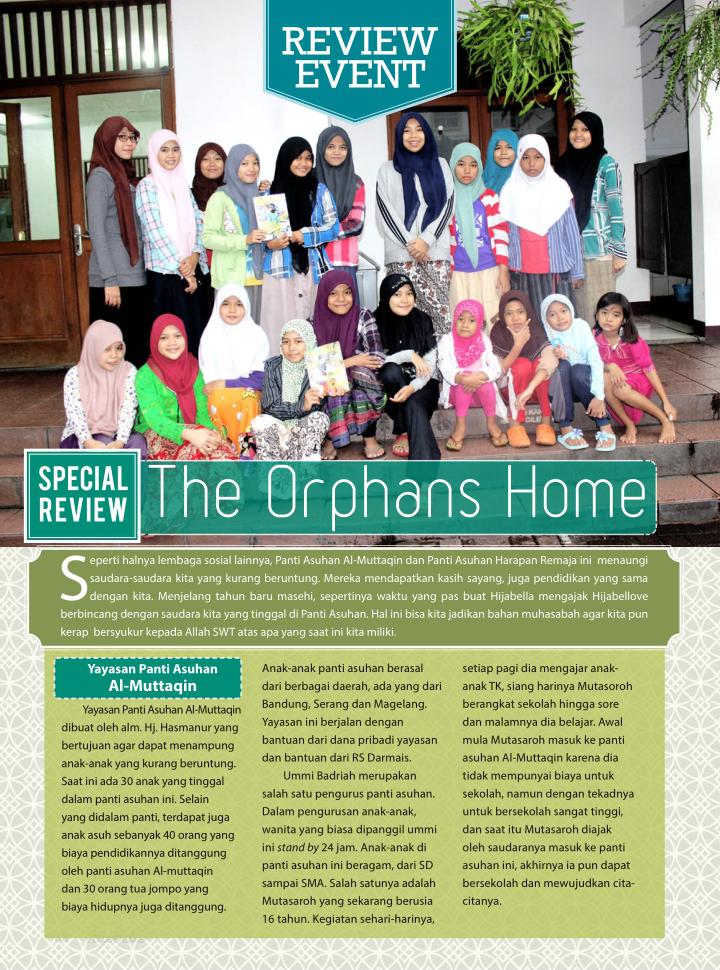 REVIEW
EVENT
SPECIAL
REVIEW
The Orphans Home
Seperti halnya lembaga sosial lainnya, Panti Asuhan Al-Muttaqin dan Panti Asuhan Harapan Remaja ini menaungi
saudara-saudara kita yang kurang beruntung. Mereka mendapatkan kasih sayang, juga pendidikan yang sama
dengan kita. Menjelang tahun baru masehi, sepertinya waktu yang pas buat Hijabella mengajak Hijabellove
berbincang dengan saudara kita yang tinggal di Panti Asuhan. Hal ini bisa kita jadikan bahan muhasabah agar kita pun
kerap bersyukur kepada Allah SWT atas apa yang saat ini kita miliki.
Yayasan Panti Asuhan
Al-Muttaqin
Yayasan Panti Asuhan Al-Muttaqin
dibuat oleh alm. Hj. Hasmanur yang
bertujuan agar dapat menampung
anak-anak yang kurang beruntung.
Saat ini ada 30 anak yang tinggal
dalam panti asuhan ini. Selain
yang didalam panti, terdapat juga
anak asuh sebanyak 40 orang yang
biaya pendidikannya ditanggung
oleh panti asuhan Al-muttaqin
dan 30 orang tua jompo yang
biaya hidupnya juga ditanggung.
Anak-anak panti asuhan berasal
dari berbagai daerah, ada yang dari
Bandung, Serang dan Magelang.
Yayasan ini berjalan dengan
bantuan dari dana pribadi yayasan
dan bantuan dari RS Darmais.
Ummi Badriah merupakan
salah satu pengurus panti asuhan.
Dalam pengurusan anak-anak,
wanita yang biasa dipanggil ummi
ini stand by 24 jam. Anak-anak di
panti asuhan ini beragam, dari SD
sampai SMA. Salah satunya adalah
Mutasaroh yang sekarang berusia
16 tahun. Kegiatan sehari-harinya,
setiap pagi dia mengajar anak-
anak TK, siang harinya Mutasoroh
berangkat sekolah hingga sore
dan malamnya dia belajar. Awal
mula Mutasaroh masuk ke panti
asuhan Al-Muttaqin karena dia
tidak mempunyai biaya untuk
sekolah, namun dengan tekadnya
untuk bersekolah sangat tinggi,
dan saat itu Mutasaroh diajak
oleh saudaranya masuk ke panti
asuhan ini, akhirnya ia pun dapat
bersekolah dan mewujudkan cita-
citanya.